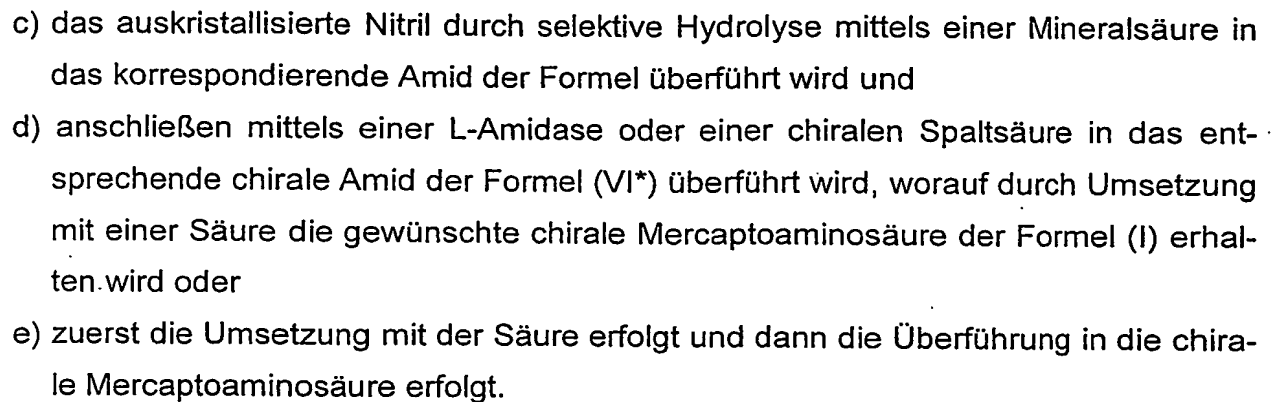 c) das auskristallisierte Nitril durch selektive Hydrolyse mittels einer Mineralsäure in
das korrespondierende Amid der Formel überführt wird und
d) anschließen mittels einer L-Amidase oder einer chiralen Spaltsäure in das ent-
sprechende chirale Amid der Formel (VI*) überführt wird, worauf durch Umsetzung
mit einer Säure die gewünschte chirale Mercaptoaminosäure der Formel (I) erhal-
ten wird oder
e) zuerst die Umsetzung mit der Säure erfolgt und dann die Überführung in die chira-
le Mercaptoaminosäure erfolgt.